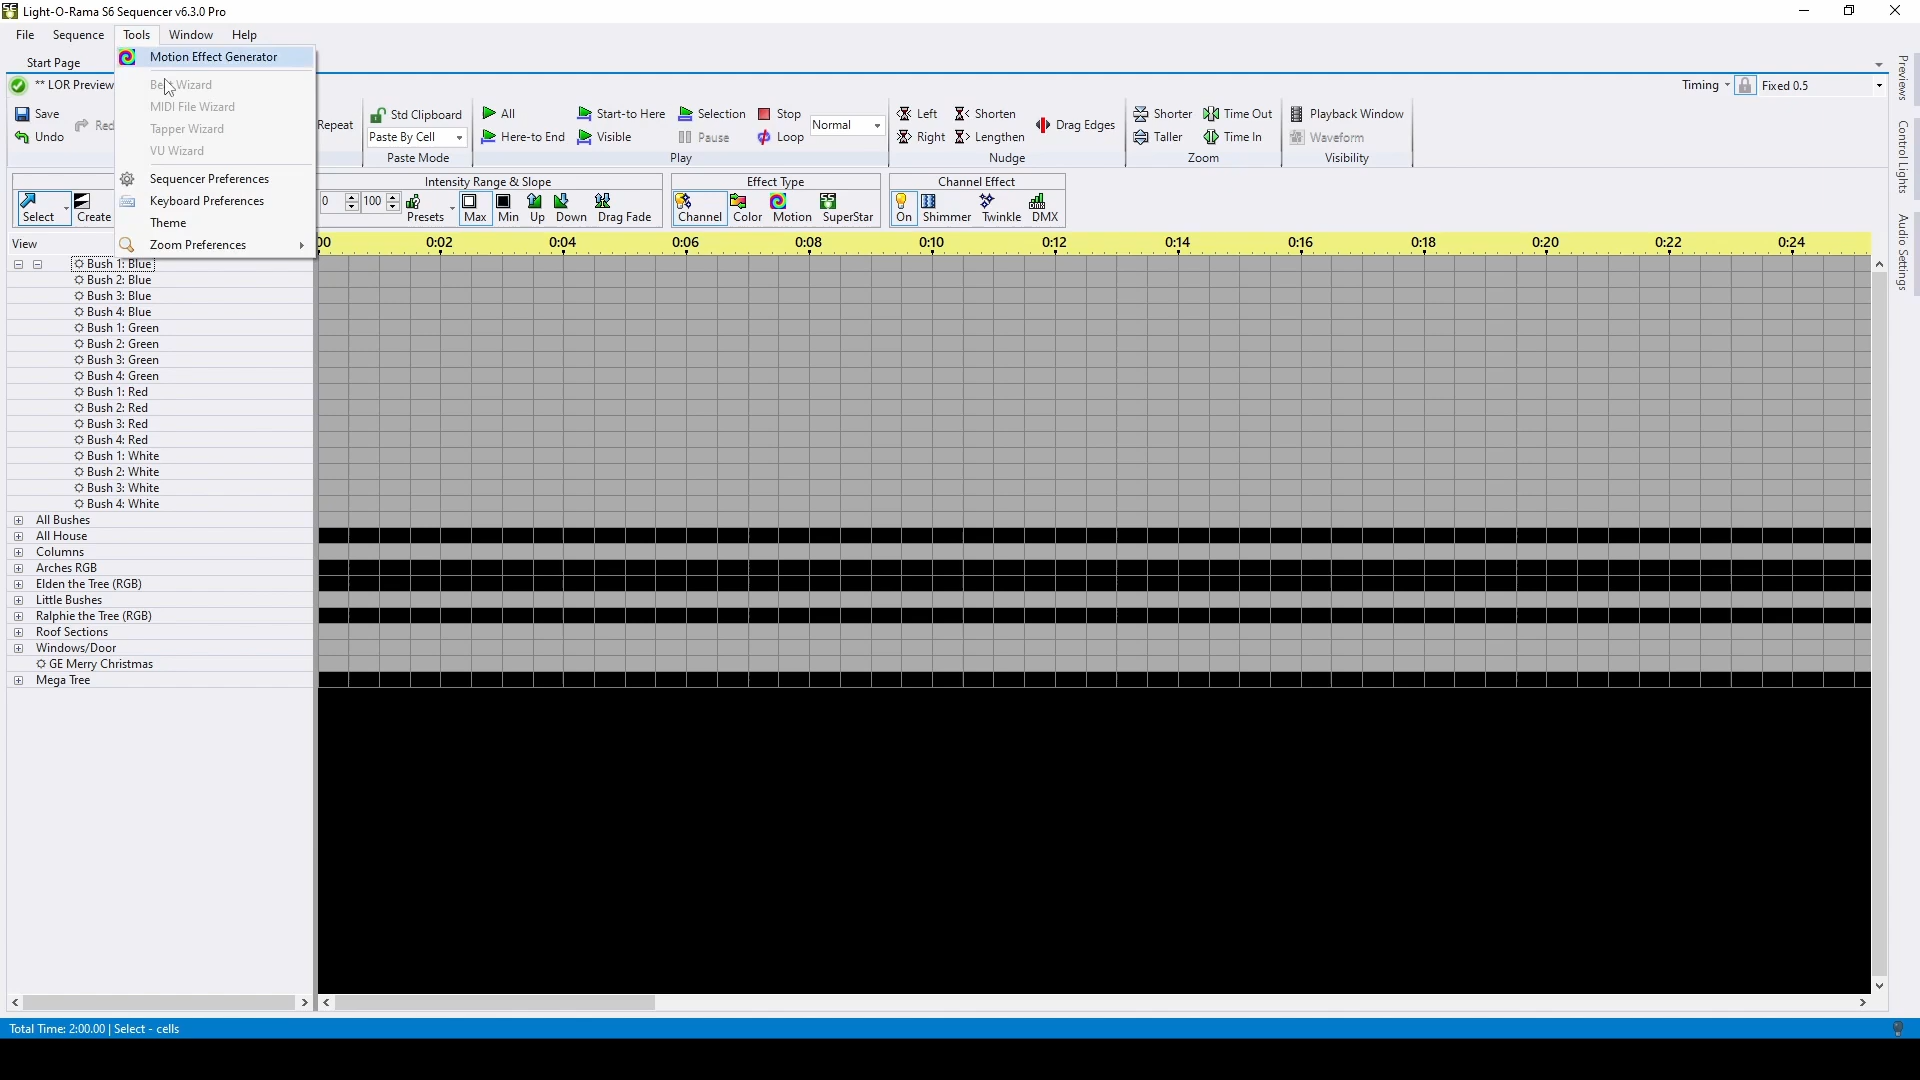 Light-O-Rama S6 Sequencer v6.3.0 Pro
File Sequence Tools Window Help
Motion Effect Generator
Wizard
MIDI File Wizard
Tapper Wizard
VU Wizard
Sequencer Preferences
Keyboard Preferences
Theme
Zoom Preferences
Start Page
** LOR Preview
Timing Fixed 0.5
Save
Undo
Repeat
Std Clipboard
Paste By Cell
Paste Mode
All Start-to Here Selection Stop
Here-to End Visible Pause Loop
Normal
Play
Left Shorten
Right Lengthen
Drag Edges
Nudge
Shorter Time Out
Taller Time In
Zoom
Playback Window
Waveform
Visibility
Select Create
Intensity Range & Slope
0 100
Presets Max Min Up Down Drag Fade
Effect Type
Channel Color Motion SuperStar
Channel Effect
On Shimmer Twinkle DMX
View
00 0:02 0:04 0:06 0:08 0:10 0:12 0:14 0:16 0:18 0:20 0:22 0:24
Bush 1: Blue
Bush 2: Blue
Bush 3: Blue
Bush 4: Blue
Bush 1: Green
Bush 2: Green
Bush 3: Green
Bush 4: Green
Bush 1: Red
Bush 2: Red
Bush 3: Red
Bush 4: Red
Bush 1: White
Bush 2: White
Bush 3: White
Bush 4: White
All Bushes
All House
Columns
Arches RGB
Elden the Tree (RGB)
Little Bushes
Ralphie the Tree (RGB)
Roof Sections
Windows/Door
GE Merry Christmas
Mega Tree
Previews
Control Lights
Audio Settings
Total Time: 2:00.00 | Select - cells